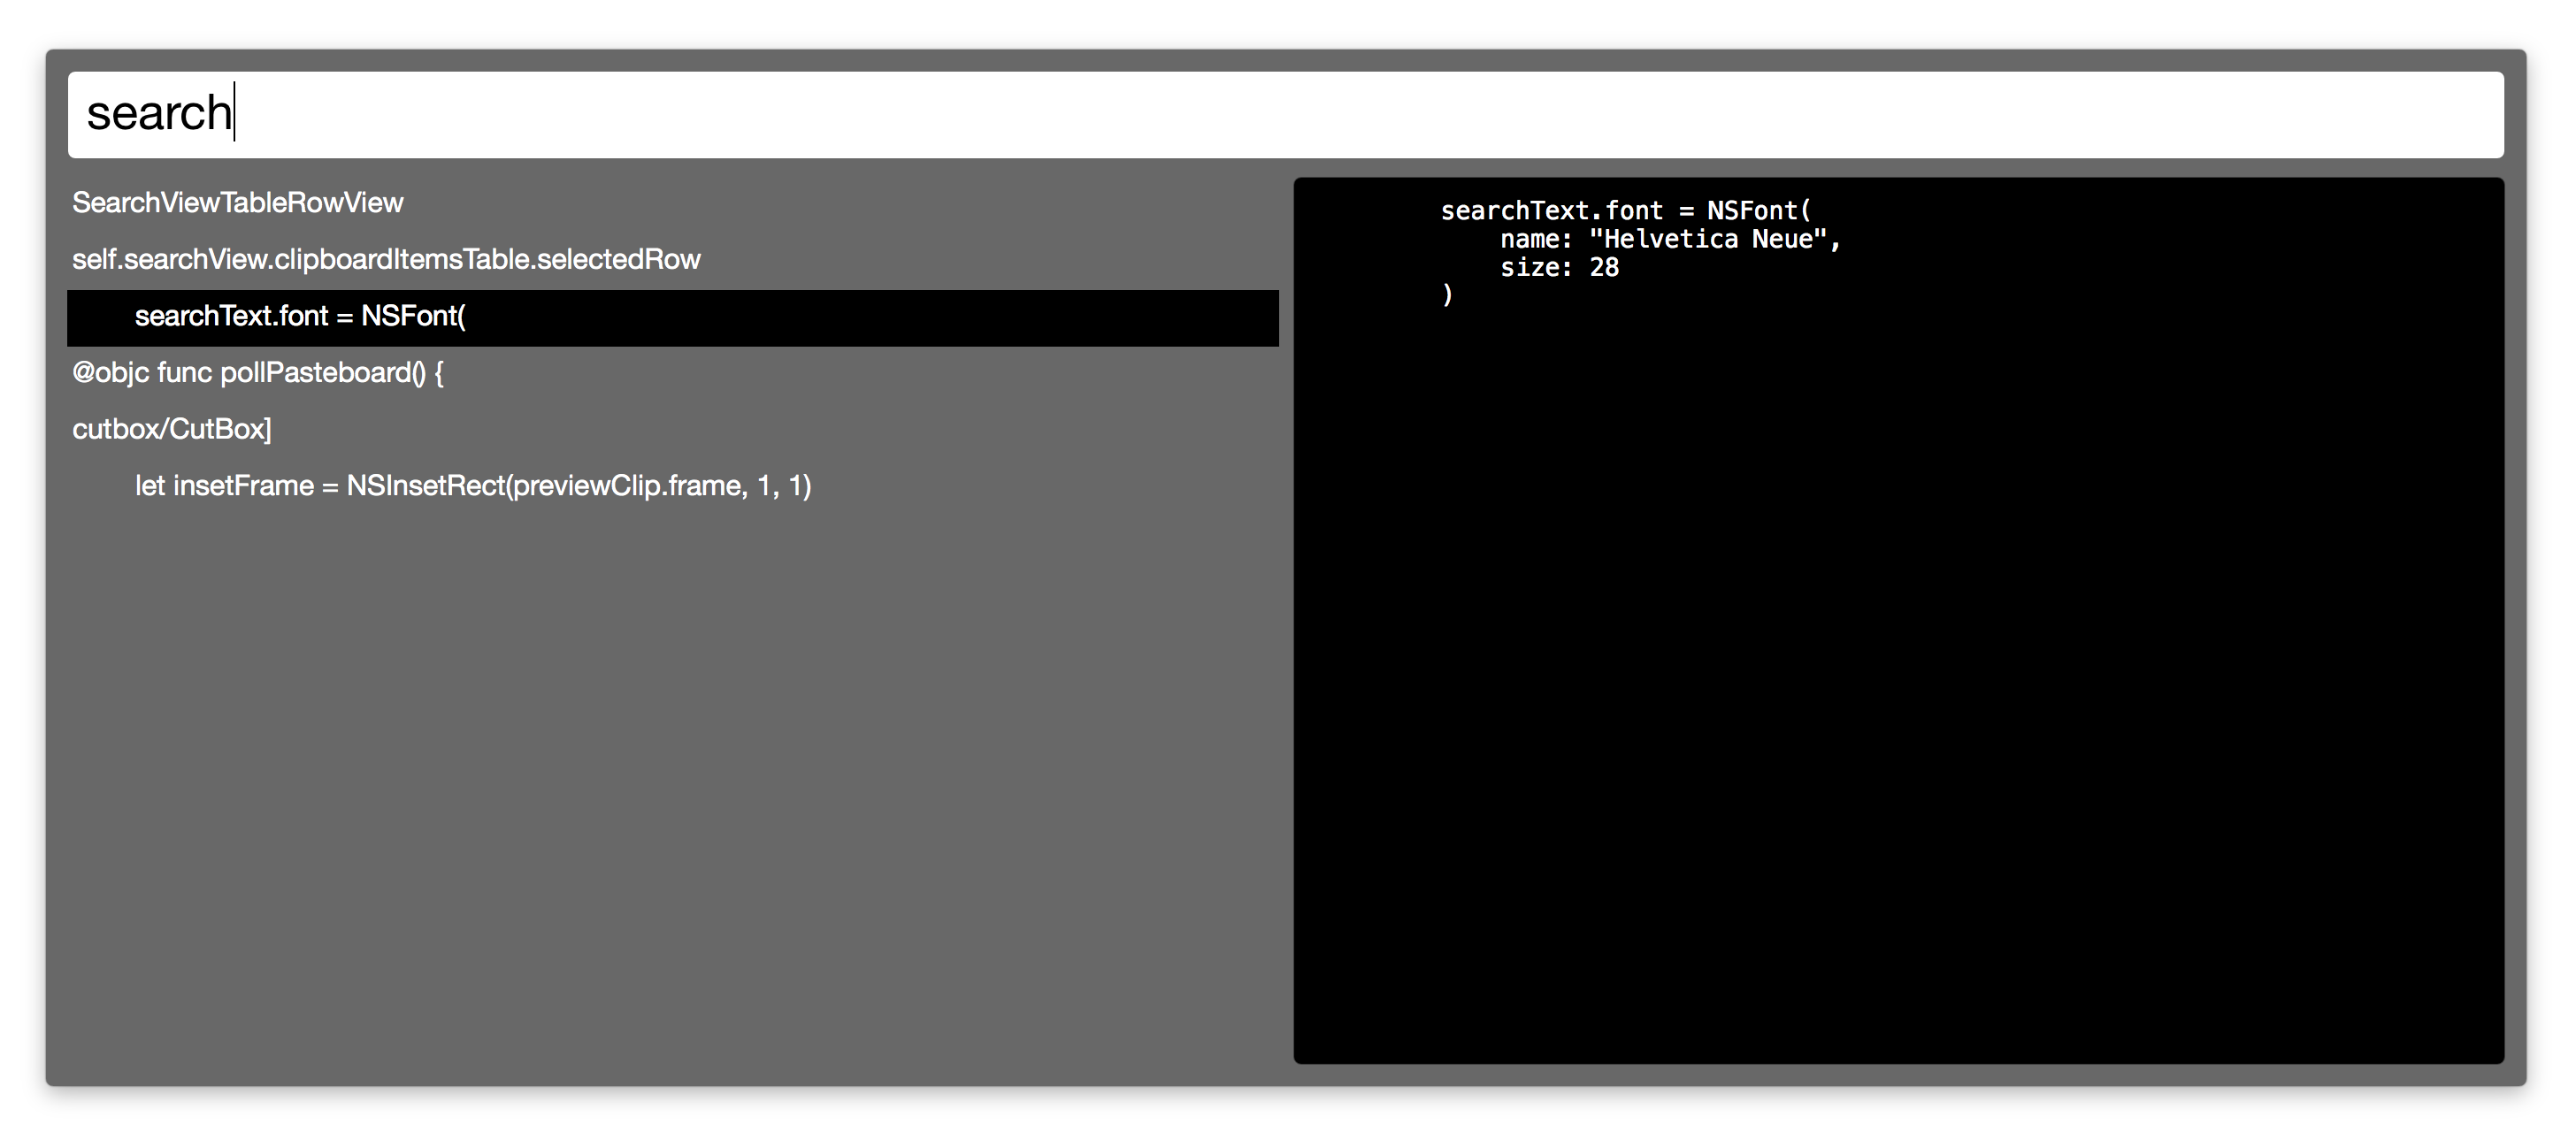 search
SearchViewTableRowView
self.searchView.clipboardItemsTable.selectedRow
searchText.font = NSFont(
@objc func pollPasteboard() {
cutbox/CutBox]
let insetFrame = NSInsetRect(previewClip.frame, 1, 1)
searchText.font = NSFont(
name: "Helvetica Neue",
size: 28
)